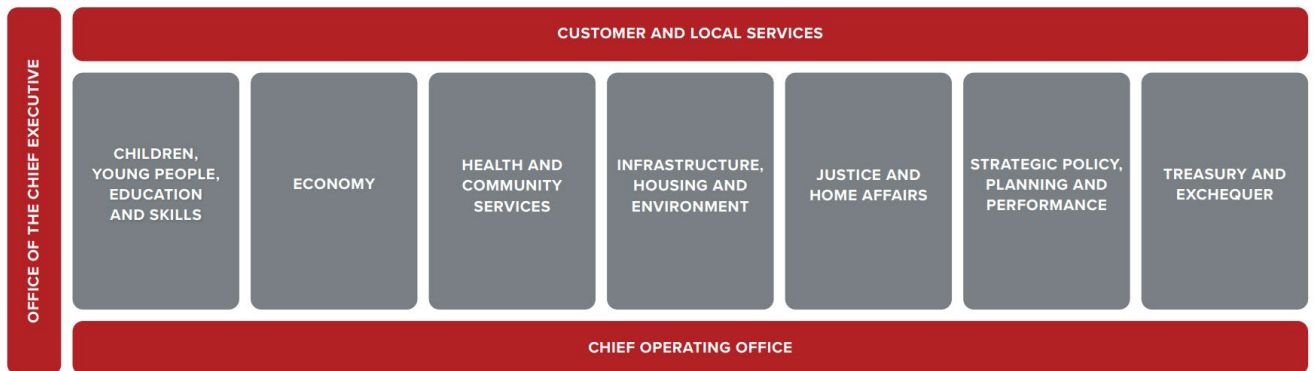 OFFICE OF THE CHIEF EXECUTIVE
CUSTOMER AND LOCAL SERVICES
CHILDREN,
YOUNG PEOPLE,
EDUCATION
AND SKILLS
ECONOMY
HEALTH AND
COMMUNITY
SERVICES
INFRASTRUCTURE,
HOUSING AND
ENVIRONMENT
JUSTICE AND
HOME AFFAIRS
STRATEGIC POLICY,
PLANNING AND
PERFORMANCE
TREASURY AND
EXCHEQUER
CHIEF OPERATING OFFICE